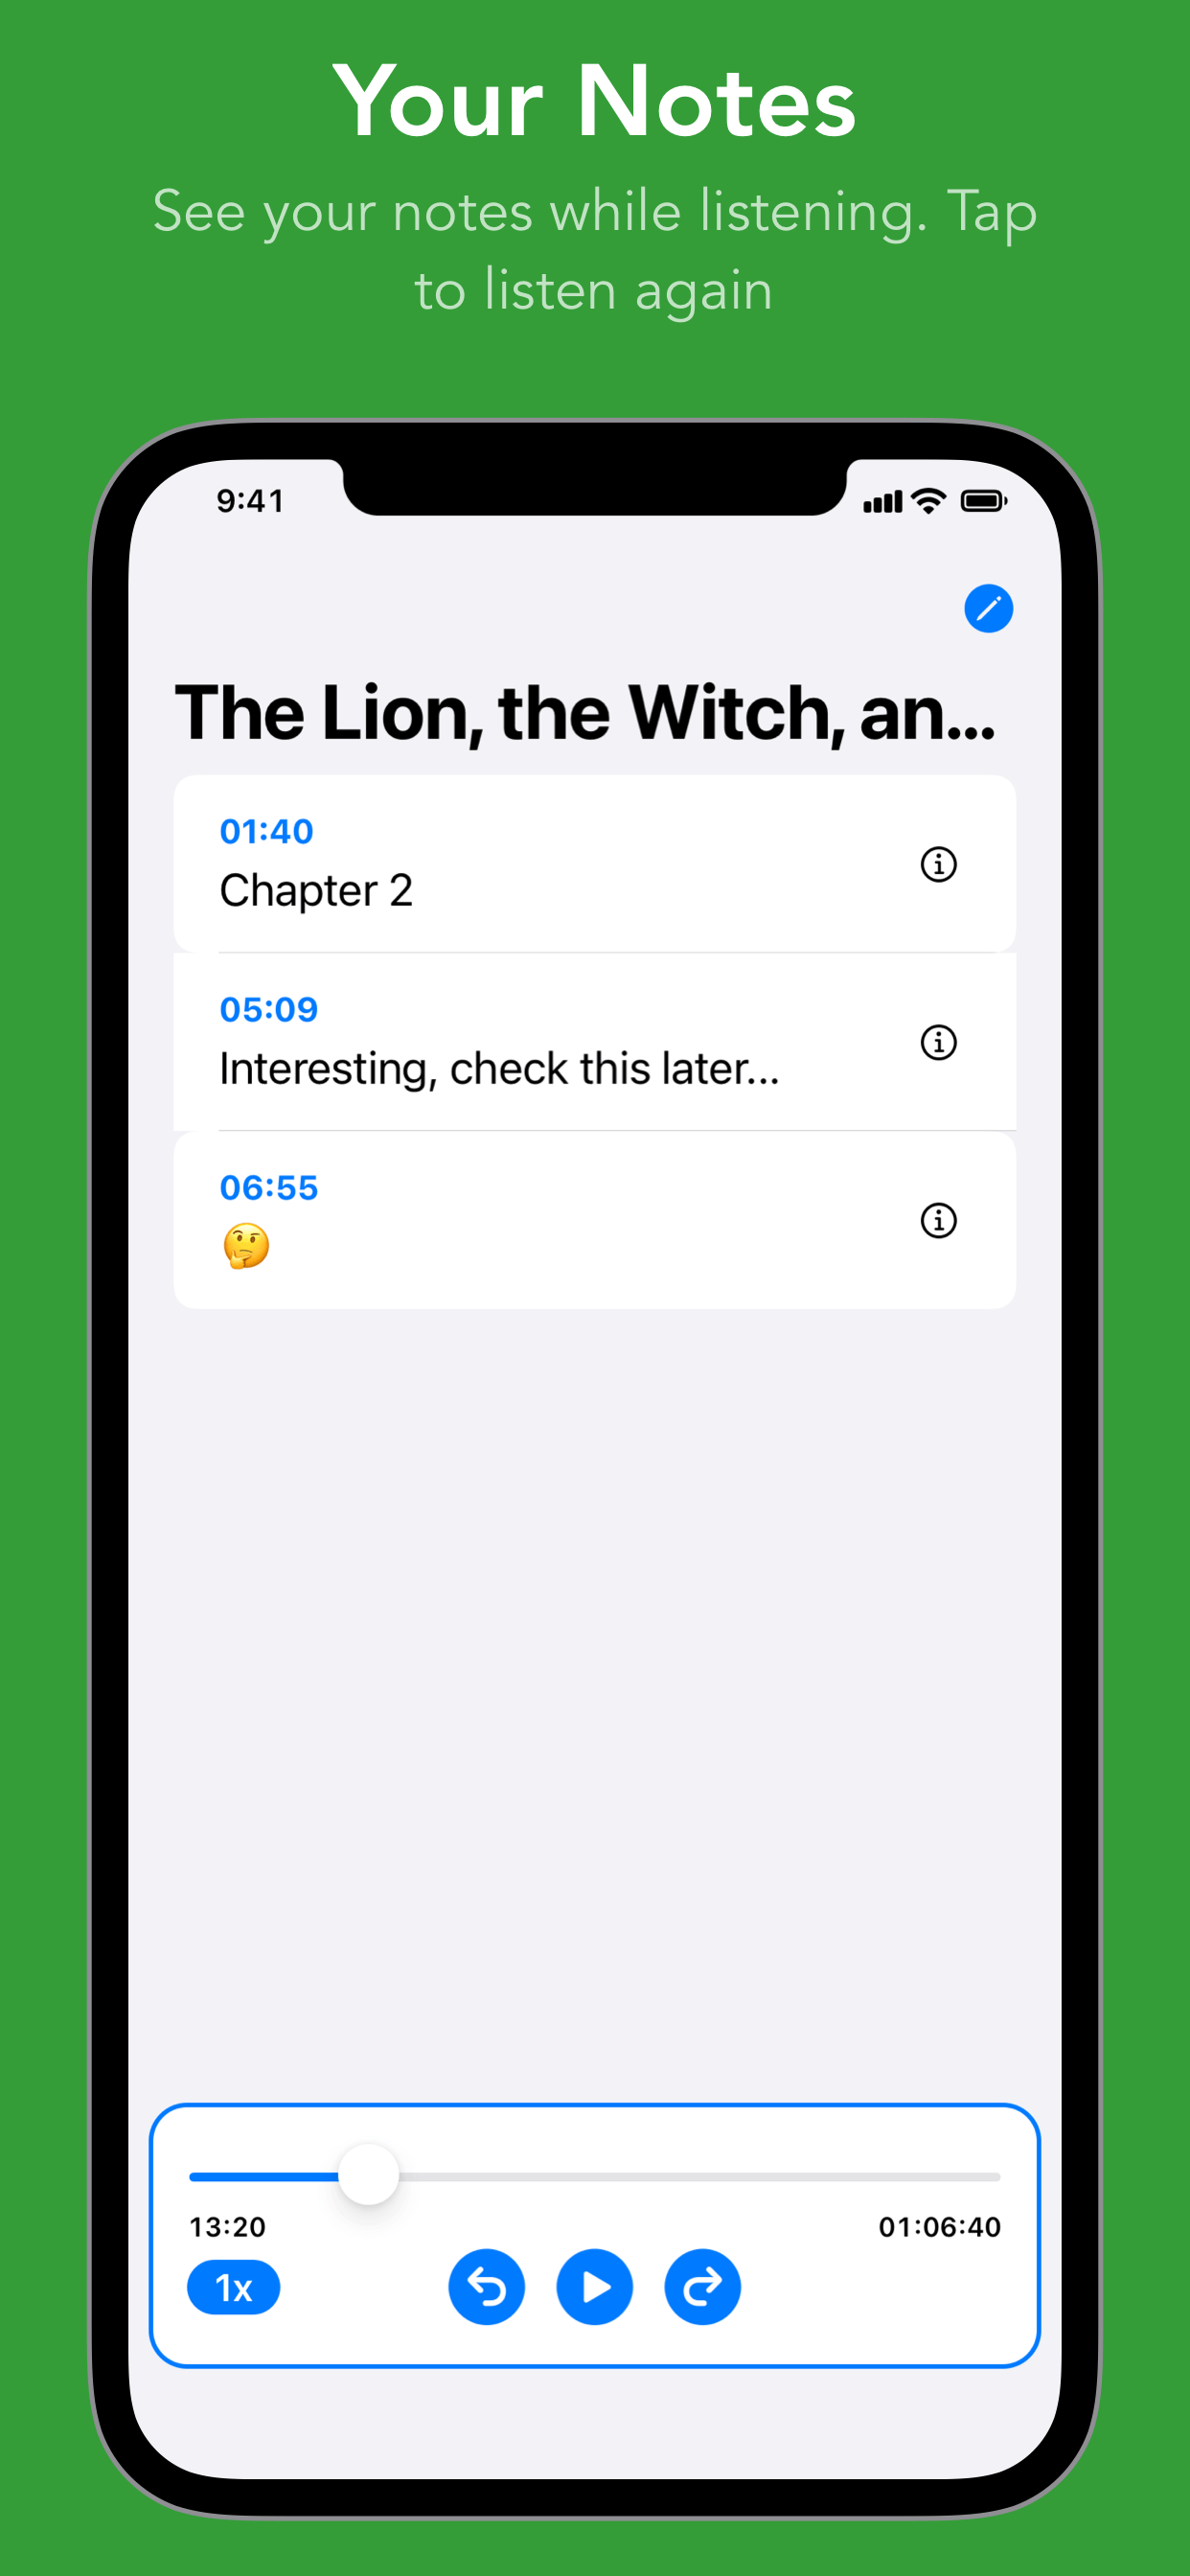 Your Notes
See your notes while listening. Tap
to listen again
9:41
The Lion, the Witch, an...
01:40
Chapter 2
05:09
Interesting, check this later...
06:55
🤔
13:20
01:06:40
1x